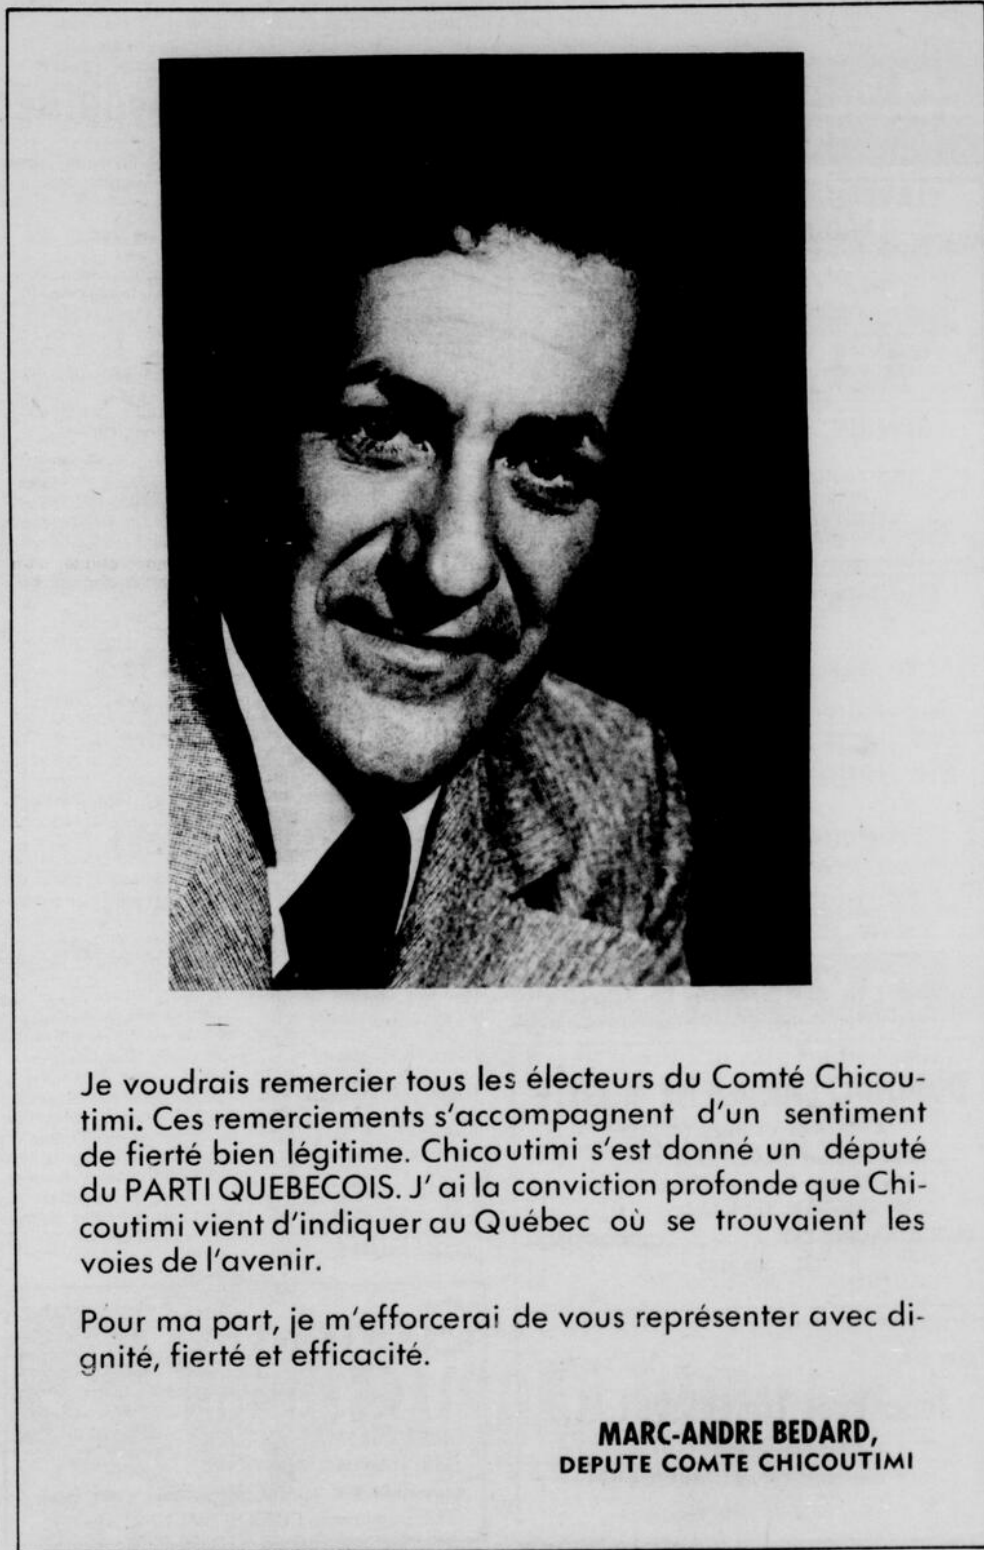 Je voudrais remercier tous les électeurs du Comté Chicou-
timi. Ces remerciements s'accompagnent d'un sentiment
de fierté bien légitime. Chicoutimi s'est donné un député
du PARTI QUEBECOIS. J'ai la conviction profonde que Chi-
coutimi vient d'indiquer au Québec où se trouvaient les
voies de l'avenir.
Pour ma part, je m'efforcerai de vous représenter avec di-
gnité, fierté et efficacité.
MARC-ANDRE BEDARD,
DEPUTE COMTE CHICOUTIMI